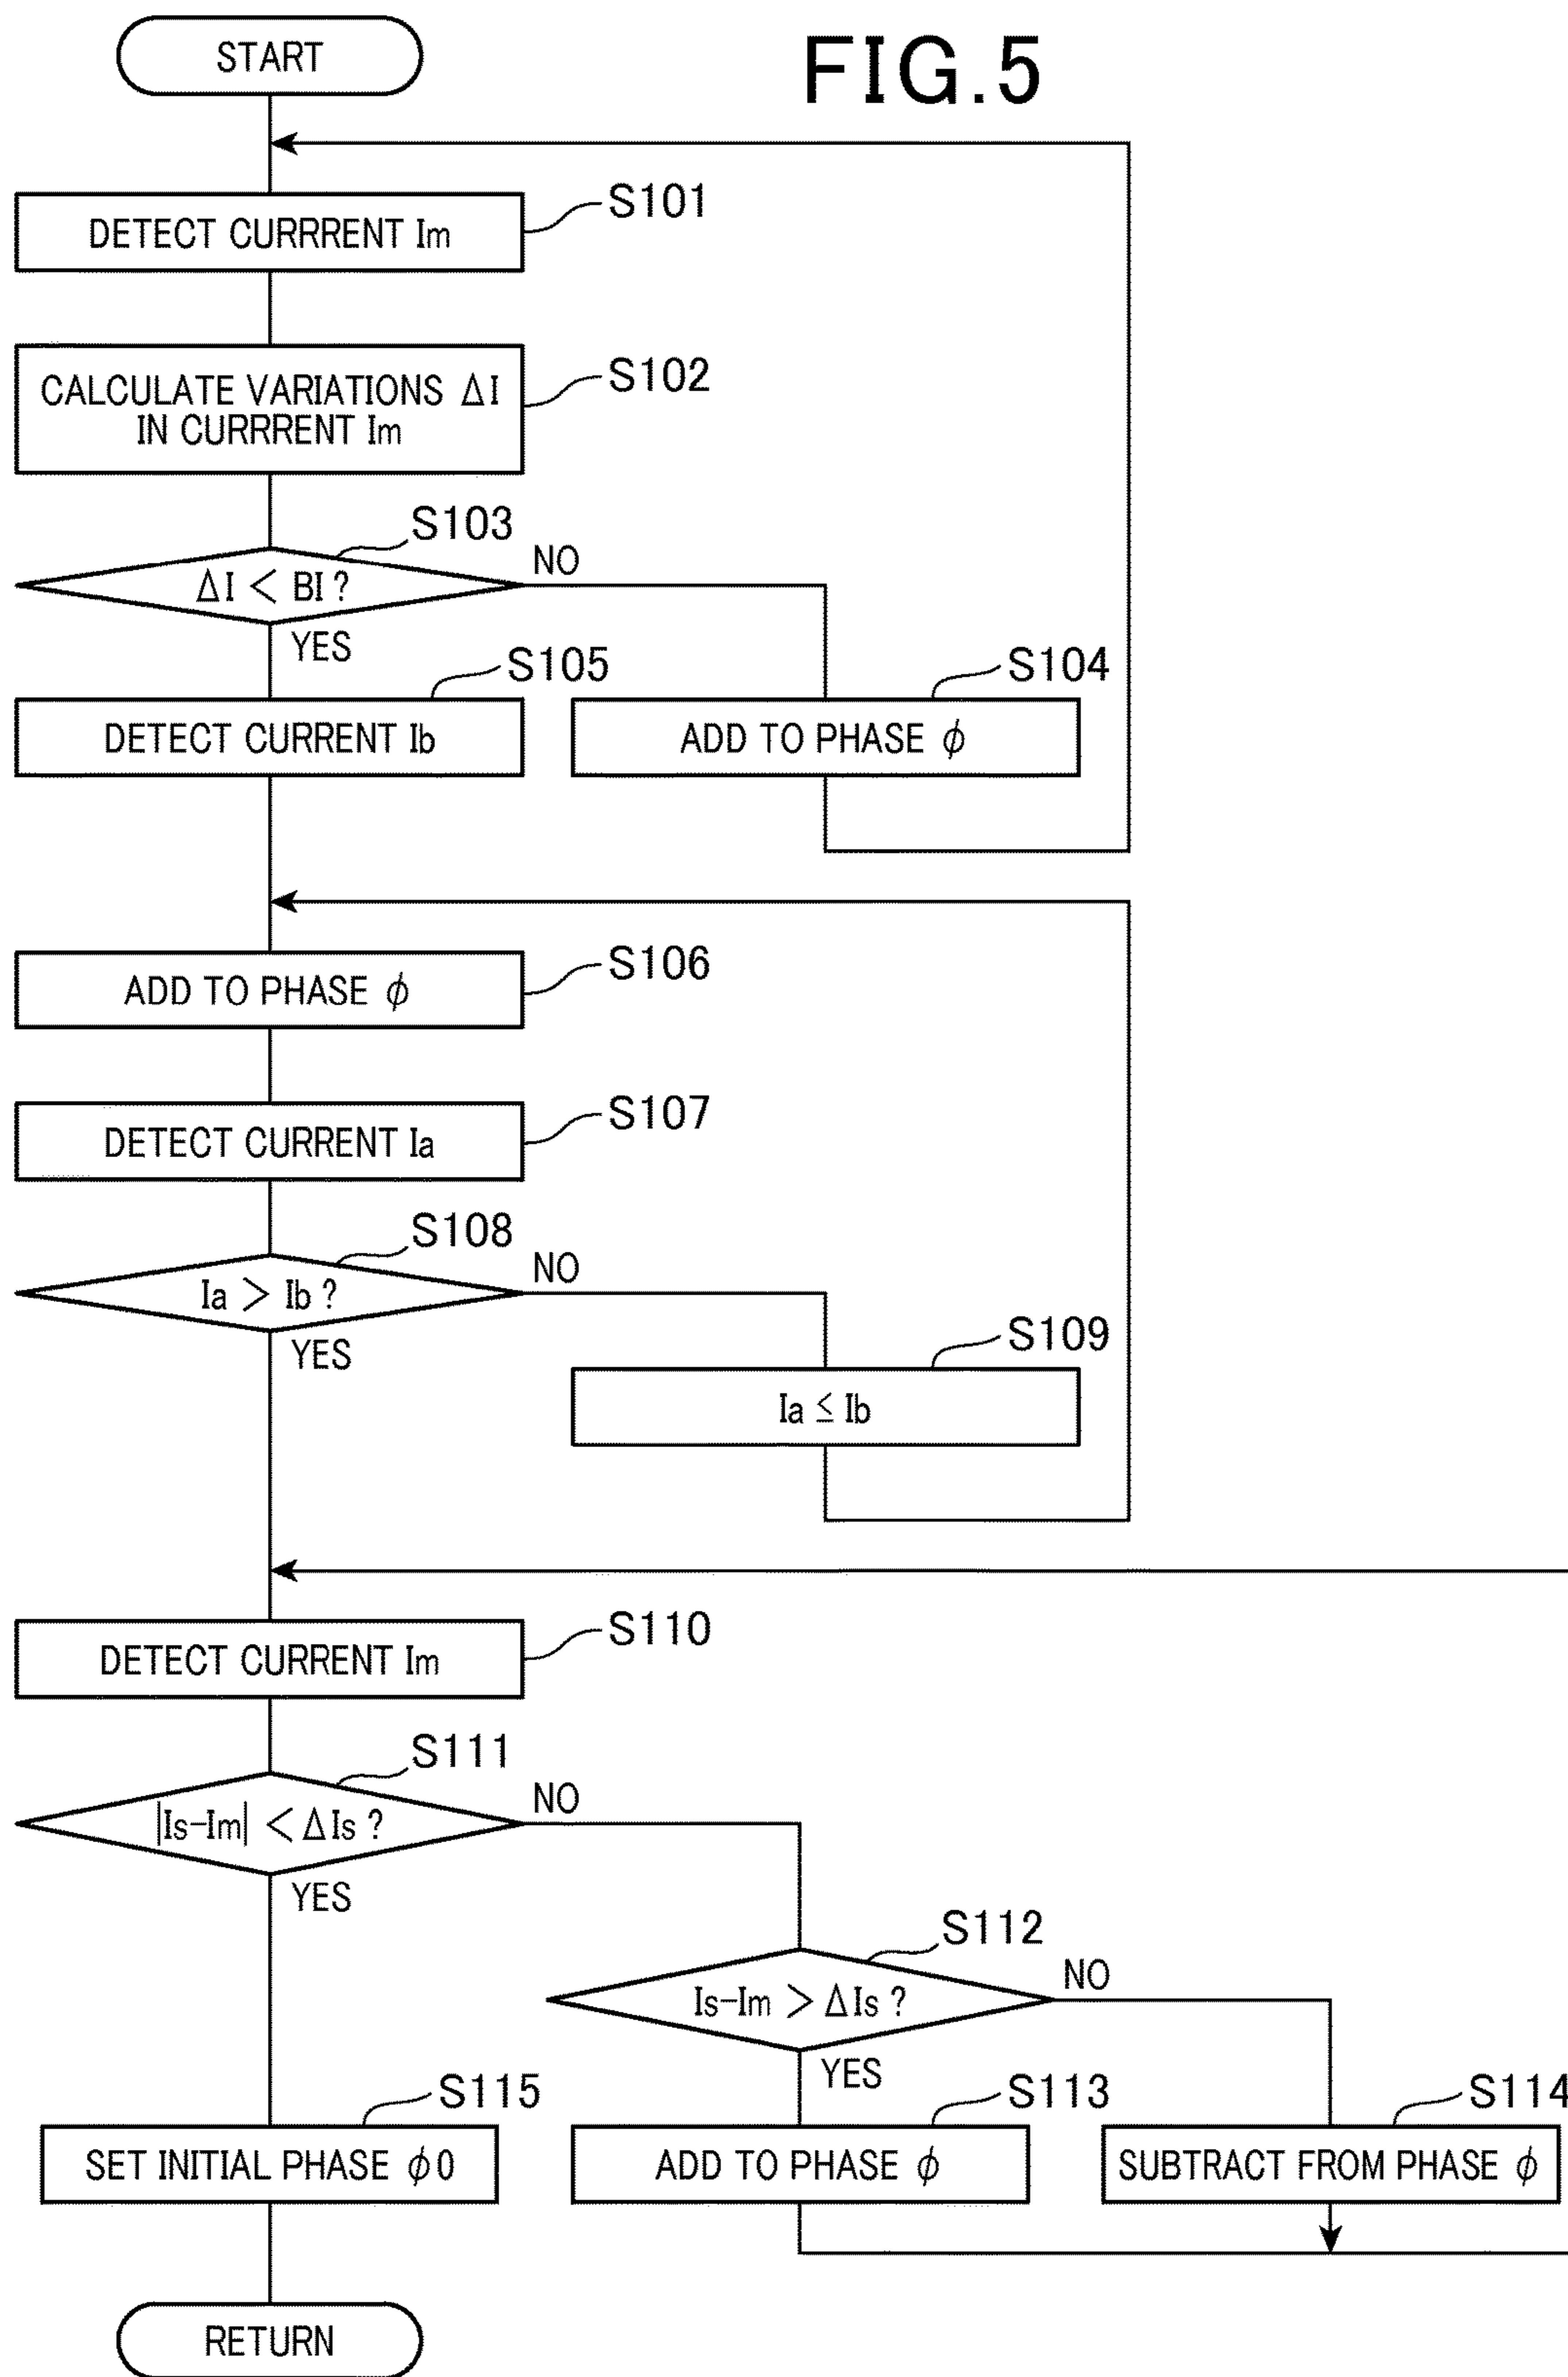 FIG.5
START
DETECT CURRRENT Im
S101
CALCULATE VARIATIONS ΔI
IN CURRRENT Im
S102
S103
ΔI < BI ?
NO
YES
S105
DETECT CURRENT Ib
S104
ADD TO PHASE ϕ
ADD TO PHASE ϕ
S106
DETECT CURRENT Ia
S107
S108
Ia > Ib ?
NO
YES
S109
Ia ≦ Ib
DETECT CURRENT Im
S110
S111
|Is-Im| < ΔIs ?
NO
YES
S112
Is-Im > ΔIs ?
NO
YES
S115
SET INITIAL PHASE ϕ0
S113
ADD TO PHASE ϕ
S114
SUBTRACT FROM PHASE ϕ
RETURN